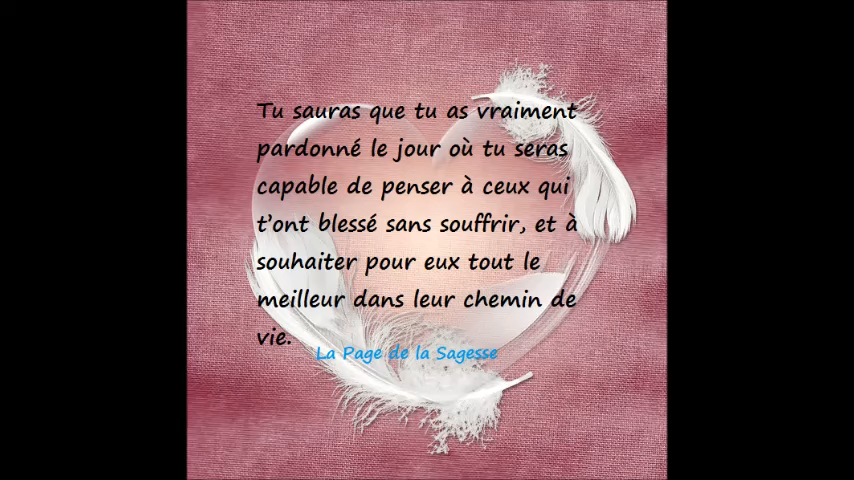 Tu sauras que tu as vraiment
pardonné le jour où tu seras
capable de penser à ceux qui
t'ont blessé sans souffrir, et à
souhaiter pour eux tout le
meilleur dans leur chemin de
vie.
La Page de la Sagesse